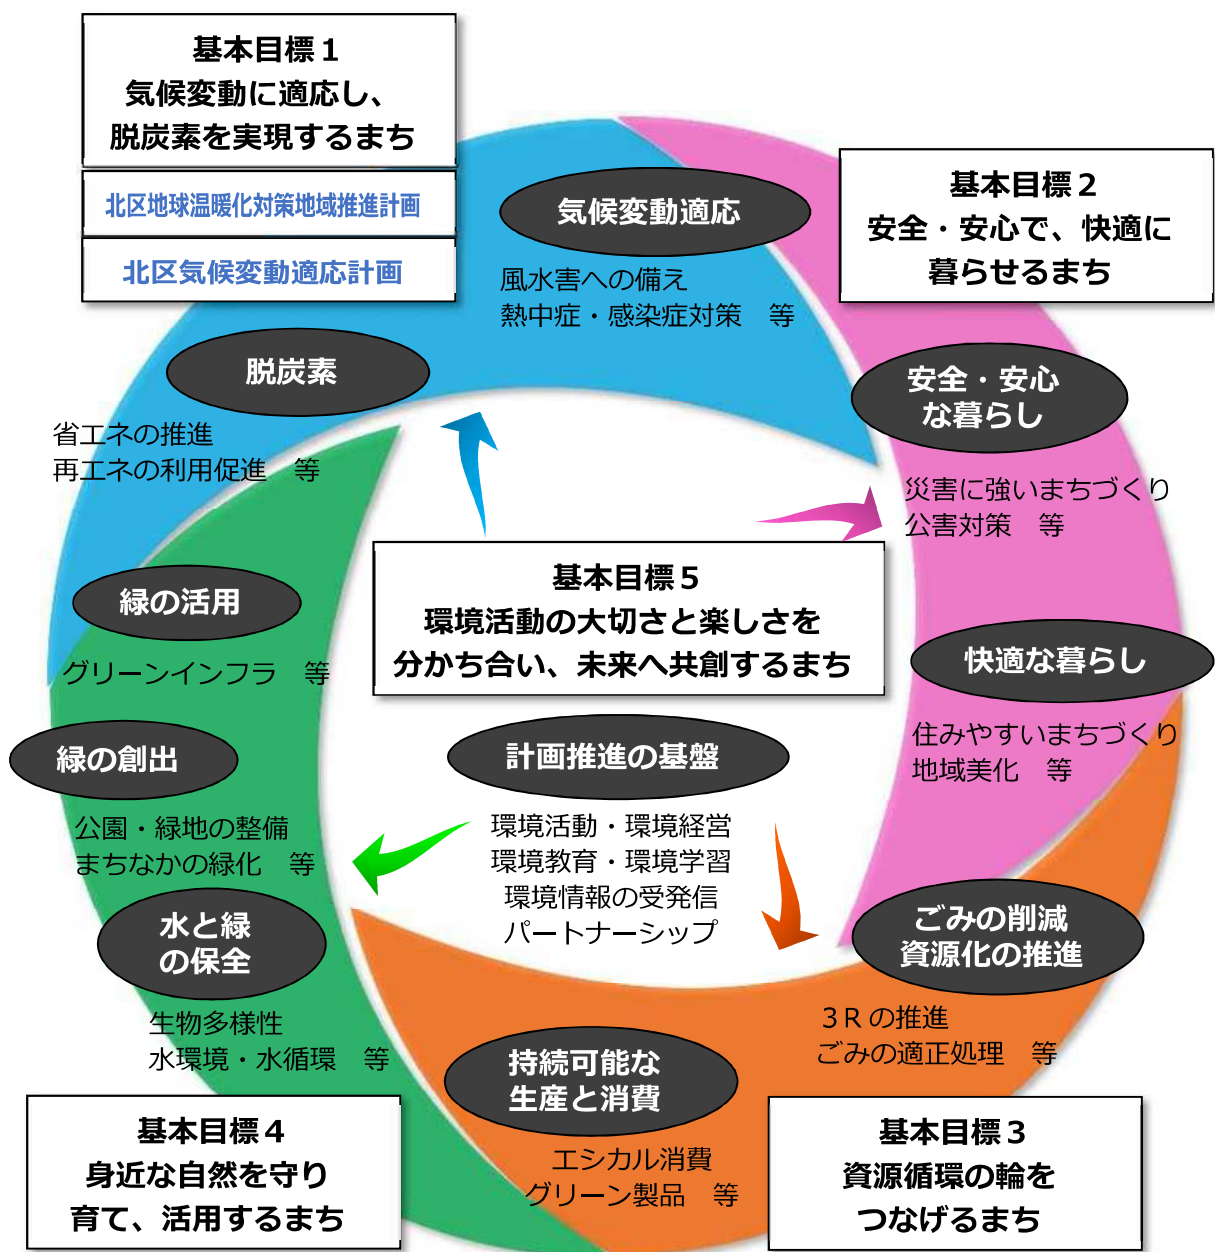 基本目標１
気候変動に適応し、
脱炭素を実現するまち
北区地球温暖化対策地域推進計画
北区気候変動適応計画
気候変動適応
風水害への備え
熱中症・感染症対策　等
脱炭素
省エネの推進
再エネの利用促進　等
基本目標２
安全・安心で、快適に
暮らせるまち
安全・安心
な暮らし
災害に強いまちづくり
公害対策　等
快適な暮らし
住みやすいまちづくり
地域美化　等
基本目標５
環境活動の大切さと楽しさを
分かち合い、未来へ共創するまち
計画推進の基盤
環境活動・環境経営
環境教育・環境学習
環境情報の受発信
パートナーシップ
緑の活用
グリーンインフラ　等
緑の創出
公園・緑地の整備
まちなかの緑化　等
水と緑
の保全
生物多様性
水環境・水循環　等
基本目標４
身近な自然を守り
育て、活用するまち
ごみの削減
資源化の推進
３Ｒの推進
ごみの適正処理　等
持続可能な
生産と消費
エシカル消費
グリーン製品　等
基本目標３
資源循環の輪を
つなげるまち